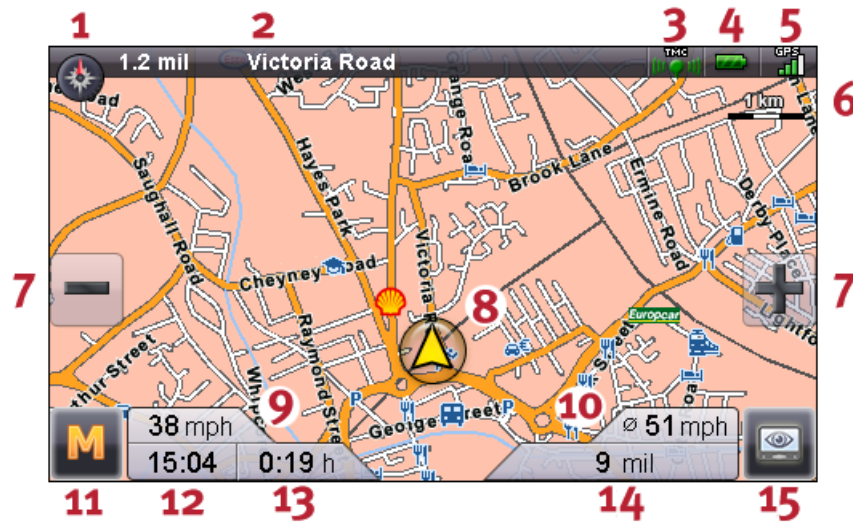 1 2 3 4 5
1.2 mil Victoria Road TMC GPS
1 km 6
Saughall Road
Hayes Park
Brook Lane
Ermine Road
Derby Place
Cheyney Road
Victoria
7 7
8
Europcar
Raymond Street
George Street
Street
9 10
P P
M 38 mph Ø 51 mph
15:04 0:19 h 9 mil
11 12 13 14 15